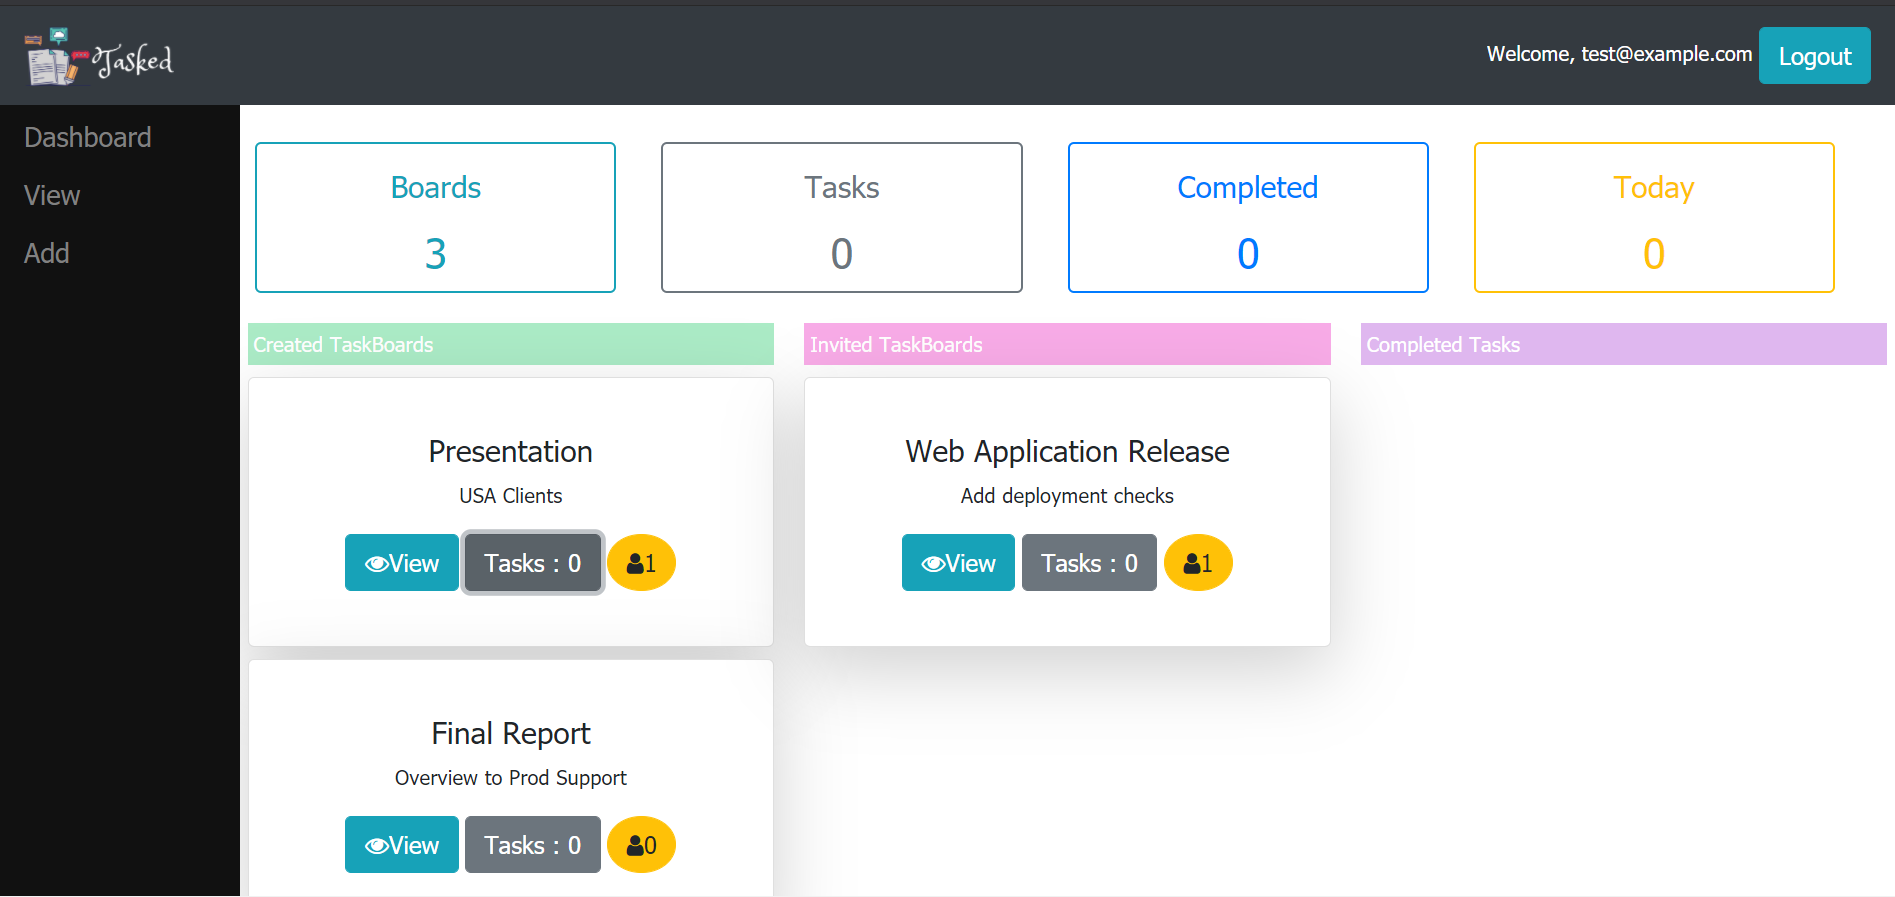 Tasked
Welcome, test@example.com
Logout
Dashboard
View
Add
Boards
3
Tasks
0
Completed
0
Today
0
Created TaskBoards
Invited TaskBoards
Completed Tasks
Presentation
USA Clients
View
Tasks : 0
1
Web Application Release
Add deployment checks
View
Tasks : 0
1
Final Report
Overview to Prod Support
View
Tasks : 0
0